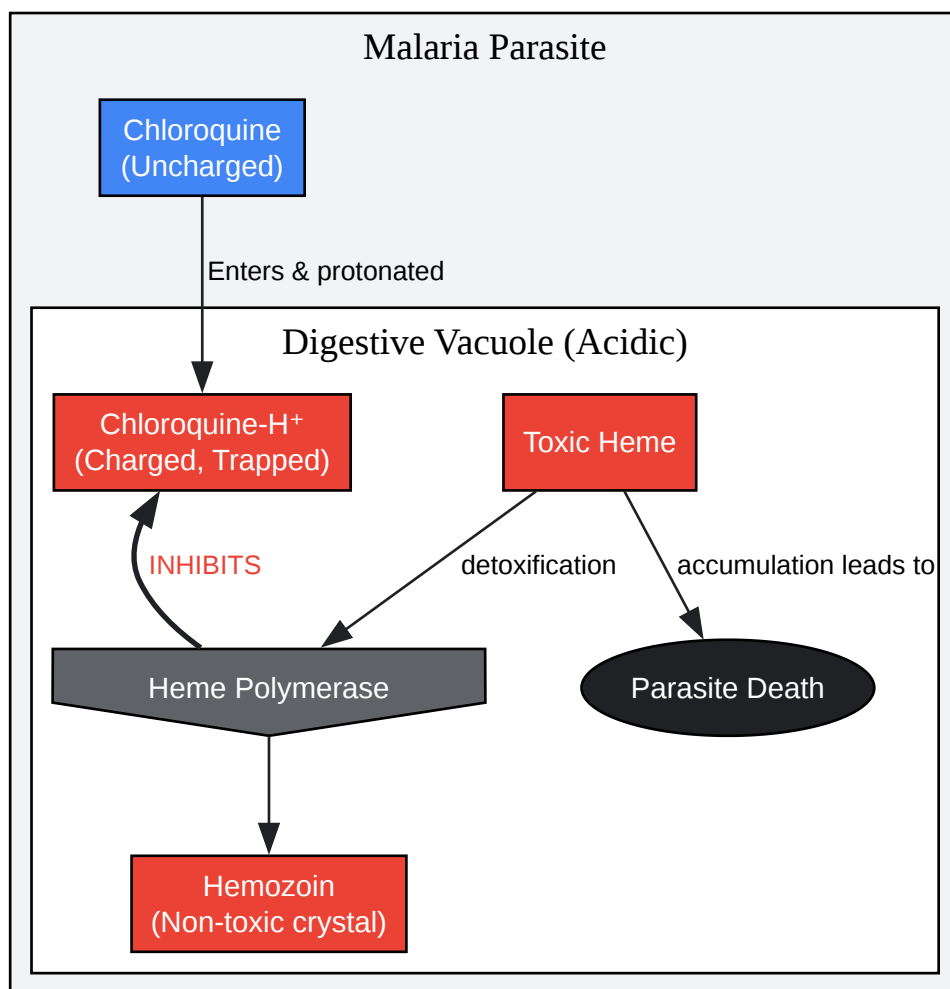 Malaria Parasite
Chloroquine
(Uncharged)
Enters & protonated
Digestive Vacuole (Acidic)
Chloroquine-H⁺
(Charged, Trapped)
Toxic Heme
INHIBITS
detoxification
accumulation leads to
Heme Polymerase
Parasite Death
Hemozoin
(Non-toxic crystal)